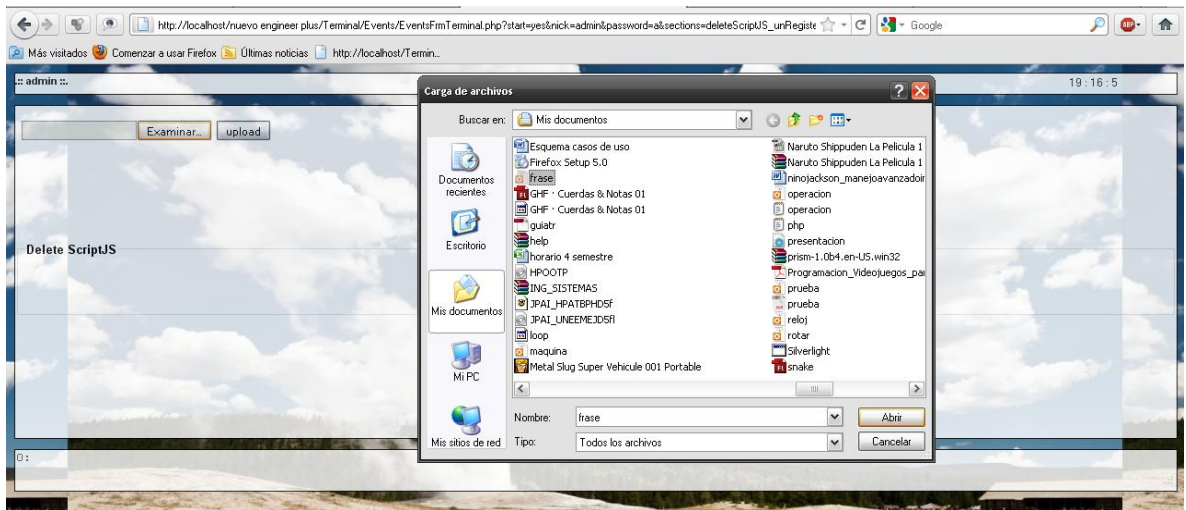 http://localhost/nuevo engineer plus/Terminal/Events/EventsFrmTerminal.php?start=yes&nick=admin&password=a&sections=deleteScriptJS_unRegiste
Google
ABP
Más visitados
Comenzar a usar Firefox
Últimas noticias
http://localhost/Termin...
.:: admin ::.
19:16:5
Examinar...
upload
Delete ScriptJS
0:
Carga de archivos
Buscar en:
Mis documentos
Documentos recientes
Escritorio
Mis documentos
Mi PC
Mis sitios de red
Esquema casos de uso
Firefox Setup 5.0
frase
GHF · Cuerdas & Notas 01
GHF · Cuerdas & Notas 01
guiatr
help
horario 4 semestre
HPOOTP
ING_SISTEMAS
JPAI_HPATBPHD5f
JPAI_UNEEMEJD5fl
loop
maquina
Metal Slug Super Vehicule 001 Portable
Naruto Shippuden La Pelicula 1
Naruto Shippuden La Pelicula 1
ninojackson_manejoavanzadoir
operacion
operacion
php
presentacion
prism-1.0b4.en-US.win32
Programacion_Videojuegos_par
prueba
prueba
reloj
rotar
Silverlight
snake
Nombre:
frase
Abrir
Tipo:
Todos los archivos
Cancelar